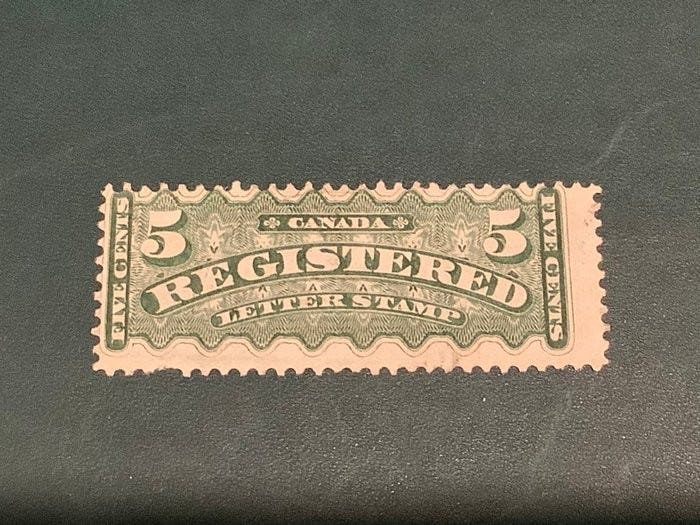 FIVE CENTS
5
CANADA
5
REGISTERED
LETTER STAMP
FIVE CENTS